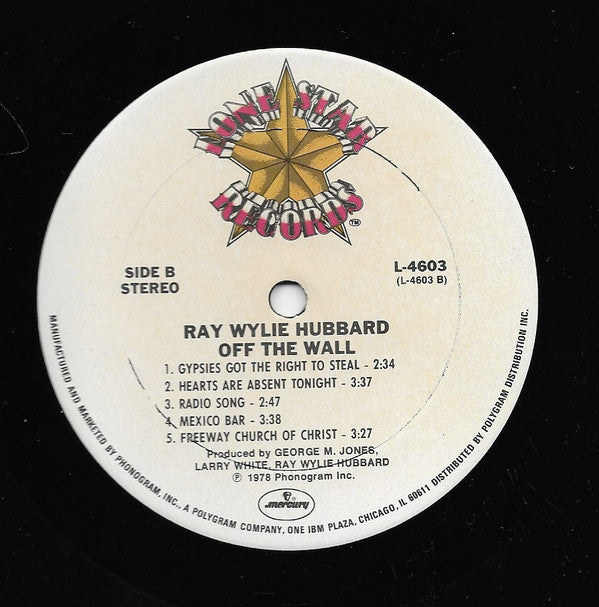 LONE STAR
RECORDS
TM
SIDE B
STEREO
L-4603
(L-4603 B)
RAY WYLIE HUBBARD
OFF THE WALL
1. GYPSIES GOT THE RIGHT TO STEAL - 2:34
2. HEARTS ARE ABSENT TONIGHT - 3:37
3. RADIO SONG - 2:47
4. MEXICO BAR - 3:38
5. FREEWAY CHURCH OF CHRIST - 3:27
Produced by GEORGE M. JONES,
LARRY WHITE, RAY WYLIE HUBBARD
℗ 1978 Phonogram Inc.
mercury
MANUFACTURED AND MARKETED BY PHONOGRAM, INC., A POLYGRAM COMPANY, ONE IBM PLAZA, CHICAGO, IL 60611 DISTRIBUTED BY POLYGRAM DISTRIBUTION INC.